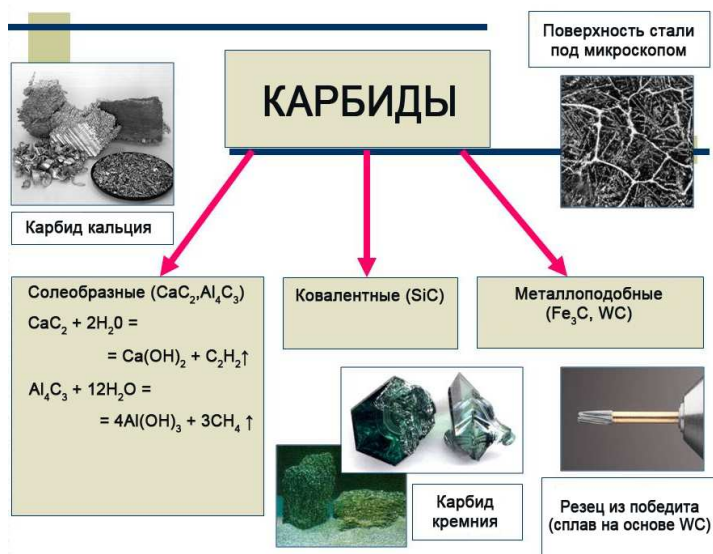 КАРБИДЫ
Поверхность стали
под микроскопом
Карбид кальция
Солеобразные (CaC₂,Al₄C₃)
CaC₂ + 2H₂0 =
= Ca(OH)₂ + C₂H₂↑
Al₄C₃ + 12H₂O =
= 4Al(OH)₃ + 3CH₄ ↑
Ковалентные (SiC)
Металлоподобные
(Fe₃C, WC)
Карбид
кремния
Резец из победита
(сплав на основе WC)